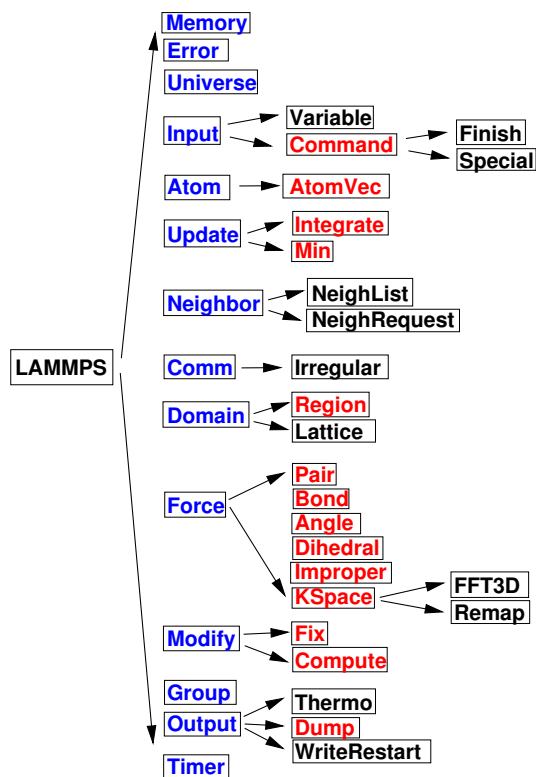 Memory
Error
Universe
Variable
Input
Command
Finish
Special
Atom
AtomVec
Update
Integrate
Min
Neighbor
NeighList
NeighRequest
LAMMPS
Comm
Irregular
Domain
Region
Lattice
Force
Pair
Bond
Angle
Dihedral
Improper
KSpace
FFT3D
Remap
Modify
Fix
Compute
Group
Output
Thermo
Dump
WriteRestart
Timer